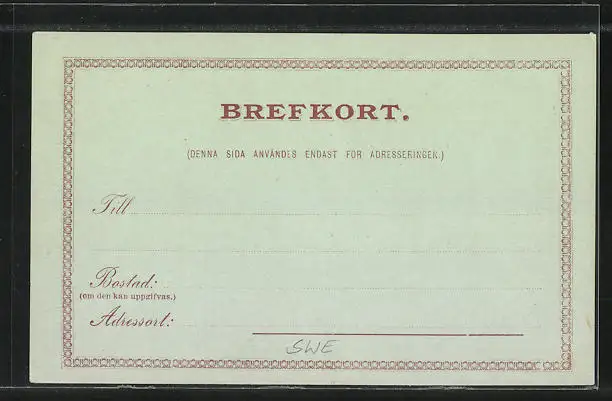 BREFKORT.
(DENNA SIDA ANVÄNDES ENDAST FÖR ADRESSERINGEN.)
Till
Bostad:
(om den kan uppgifvas.)
Adressort:
SWE